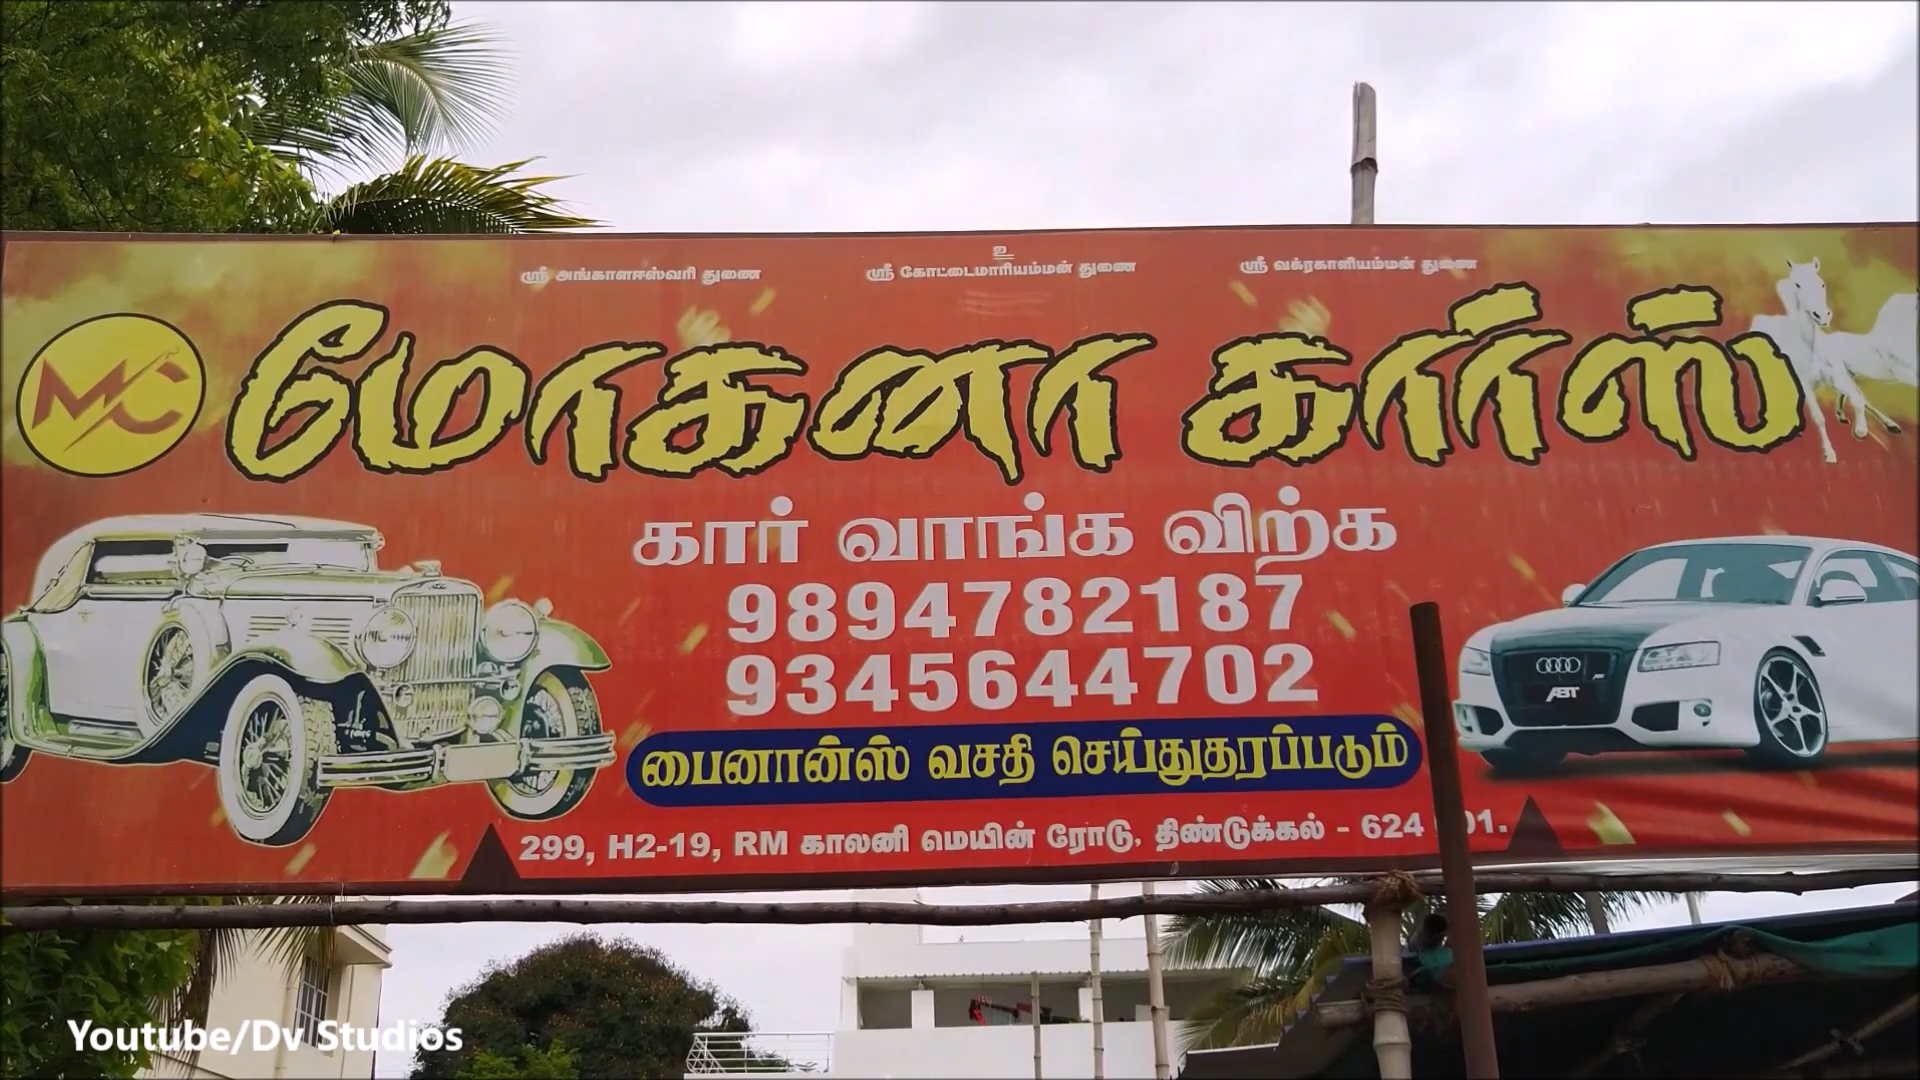 உ
ஸ்ரீ அங்காளஈஸ்வரி துணை ஸ்ரீ கோட்டைமாரியம்மன் துணை ஸ்ரீ வக்ரகாளியம்மன் துணை
MC
மோகனா கார்ஸ்
கார் வாங்க விற்க
9894782187
9345644702
பைனான்ஸ் வசதி செய்துதரப்படும்
ABT
299, H2-19, RM காலனி மெயின் ரோடு, திண்டுக்கல் - 624
Youtube/Dv Studios